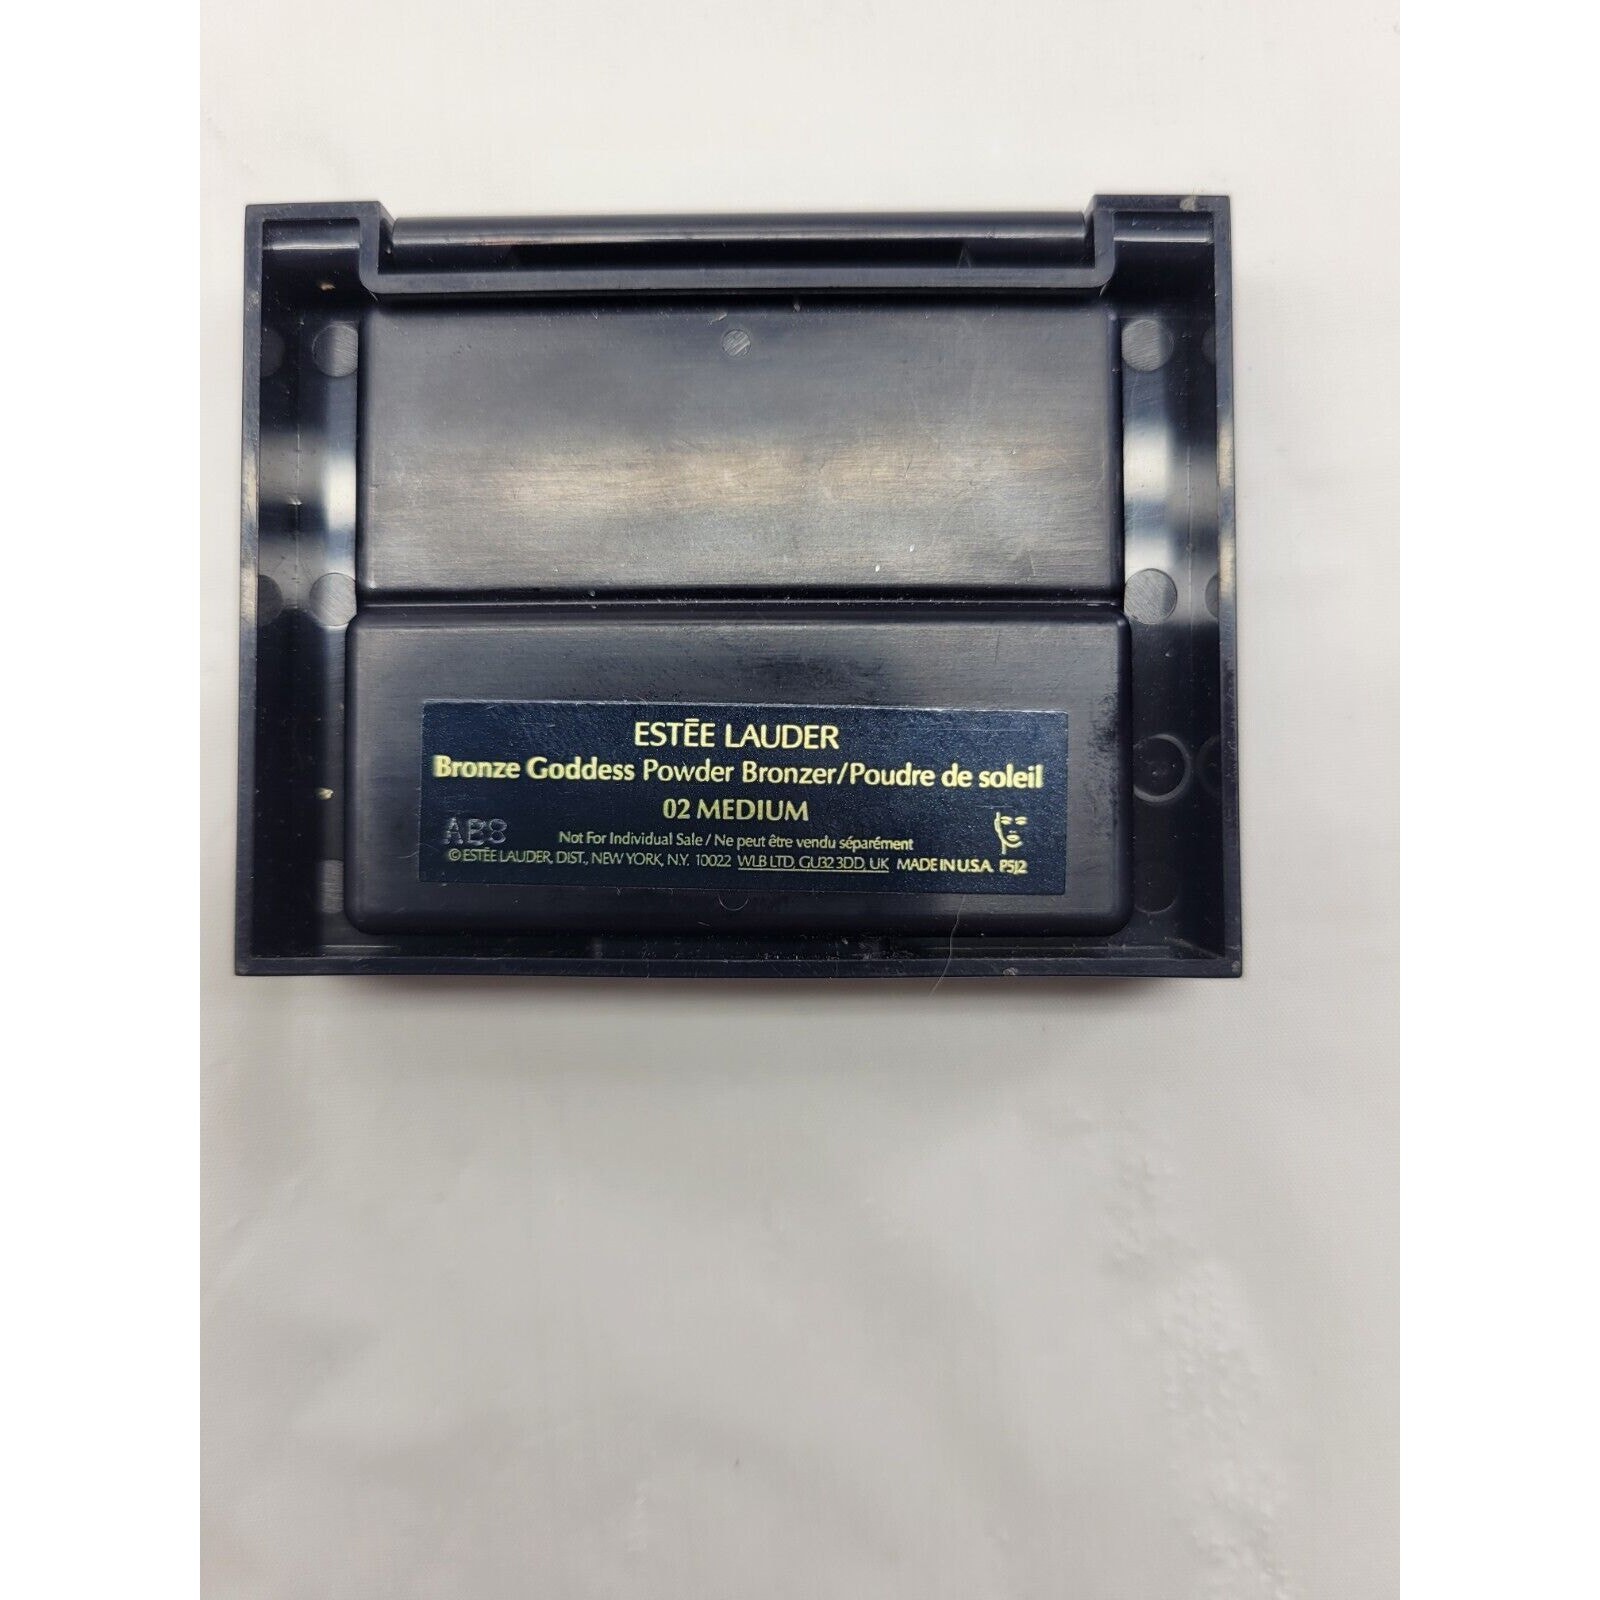 ESTĒE LAUDER
Bronze Goddess Powder Bronzer/Poudre de soleil
02 MEDIUM
AB8
Not For Individual Sale / Ne peut être vendu séparément
© ESTĒE LAUDER, DIST., NEW YORK, N.Y. 10022 WLB LTD, GU32 3DD, UK MADE IN U.S.A. P5J2